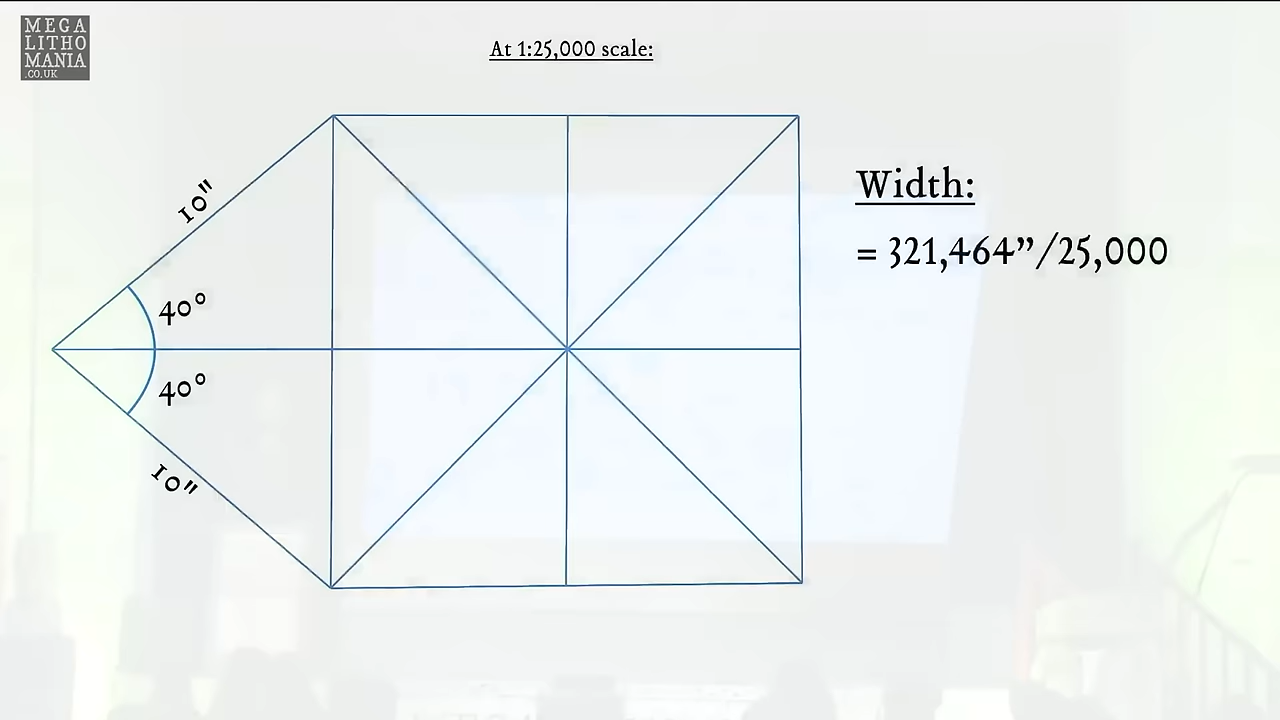 MEGA
LITHO
MANIA
.CO.UK
At 1:25,000 scale:
10"
Width:
= 321,464”/25,000
40°
40°
10"